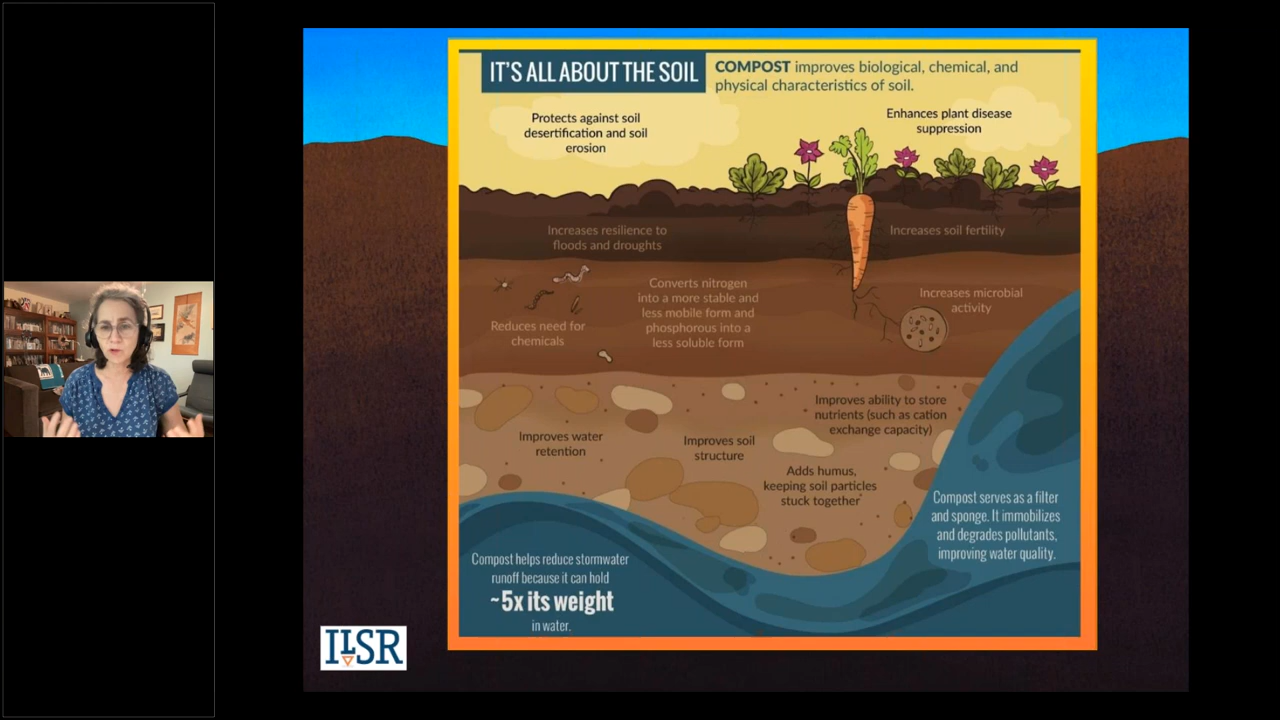 IT'S ALL ABOUT THE SOIL
COMPOST improves biological, chemical, and
physical characteristics of soil.
Protects against soil
desertification and soil
erosion
Enhances plant disease
suppression
Increases resilience to
floods and droughts
Increases soil fertility
Converts nitrogen
into a more stable and
less mobile form and
phosphorous into a
less soluble form
Increases microbial
activity
Reduces need for
chemicals
Improves ability to store
nutrients (such as cation
exchange capacity)
Improves water
retention
Improves soil
structure
Adds humus,
keeping soil particles
stuck together
Compost serves as a filter
and sponge. It immobilizes
and degrades pollutants,
improving water quality.
Compost helps reduce stormwater
runoff because it can hold
~5x its weight
in water.
ILSR